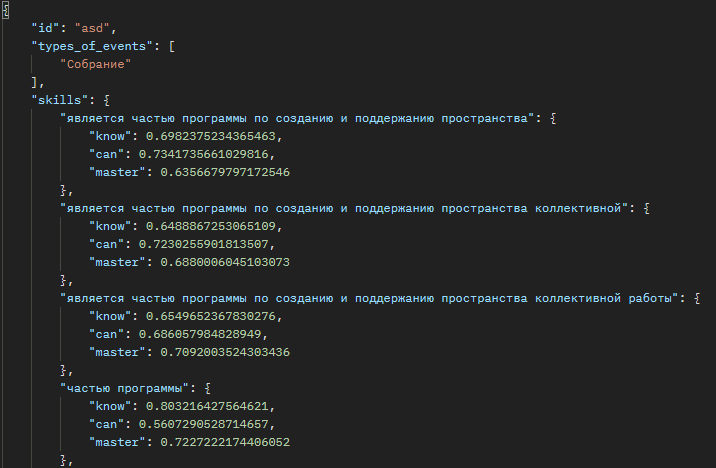 {
"id": "asd",
"types_of_events": [
"Собрание"
],
"skills": {
"является частью программы по созданию и поддержанию пространства": {
"know": 0.6982375234365463,
"can": 0.7341735661029816,
"master": 0.6356679797172546
},
"является частью программы по созданию и поддержанию пространства коллективной": {
"know": 0.6488867253065109,
"can": 0.7230255901813507,
"master": 0.6880006045103073
},
"является частью программы по созданию и поддержанию пространства коллективной работы": {
"know": 0.6549652367830276,
"can": 0.686057984828949,
"master": 0.7092003524303436
},
"частью программы": {
"know": 0.803216427564621,
"can": 0.5607290528714657,
"master": 0.7227222174406052
},